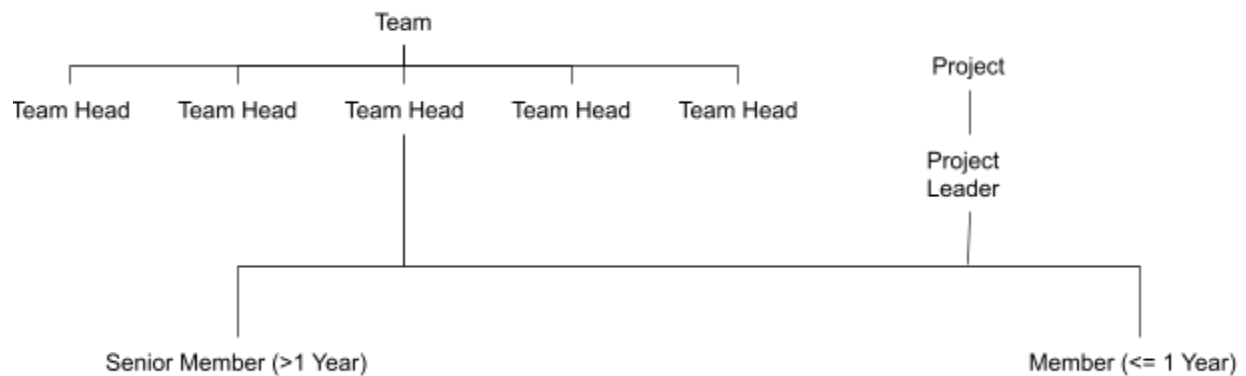 Team
Project
Team Head
Team Head
Team Head
Team Head
Team Head
Project
Leader
Senior Member (>1 Year)
Member (<= 1 Year)